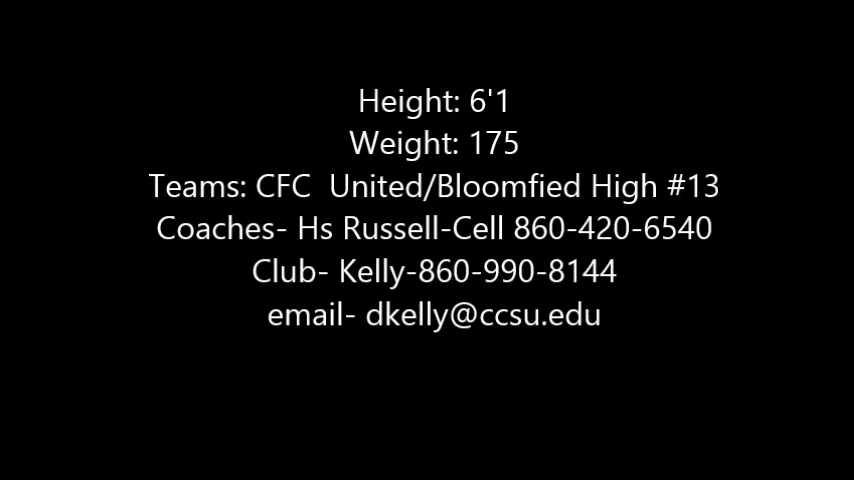 Height: 6'1
Weight: 175
Teams: CFC  United/Bloomfied High #13
Coaches- Hs Russell-Cell 860-420-6540
Club- Kelly-860-990-8144
email- dkelly@ccsu.edu